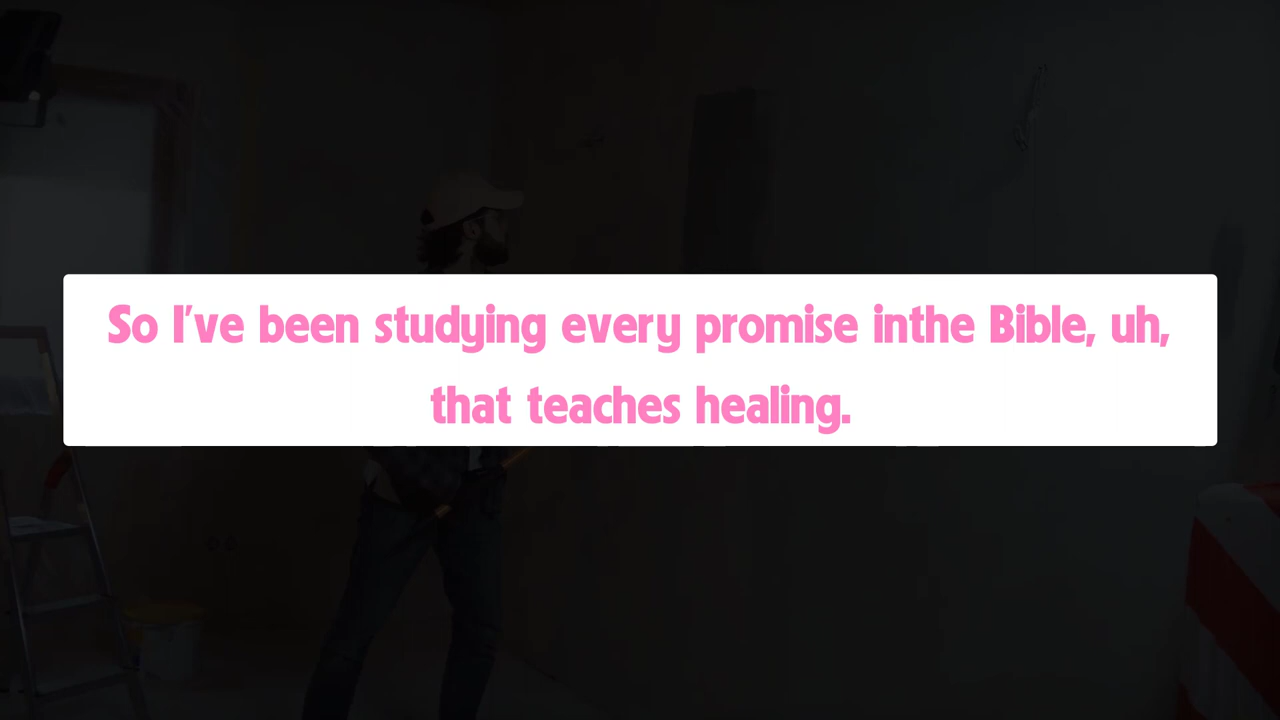 So I've been studying every promise inthe Bible, uh,
that teaches healing.